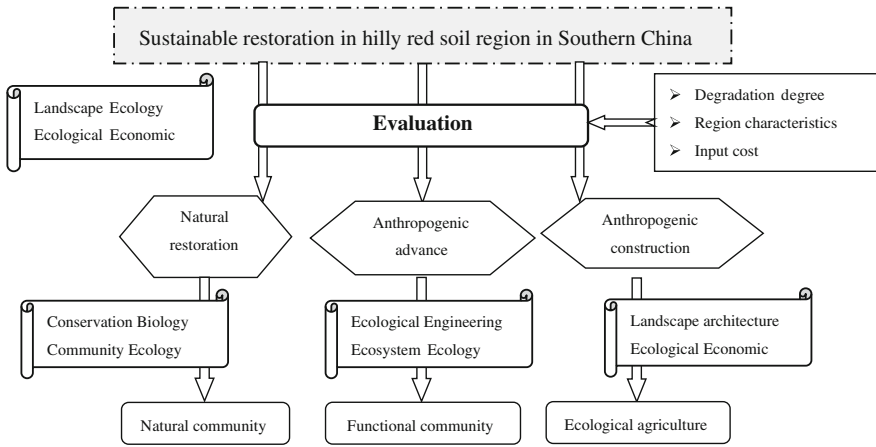 Sustainable restoration in hilly red soil region in Southern China
Landscape Ecology
Ecological Economic
Evaluation
Degradation degree
Region characteristics
Input cost
Natural
restoration
Anthropogenic
advance
Anthropogenic
construction
Conservation Biology
Community Ecology
Ecological Engineering
Ecosystem Ecology
Landscape architecture
Ecological Economic
Natural community
Functional community
Ecological agriculture